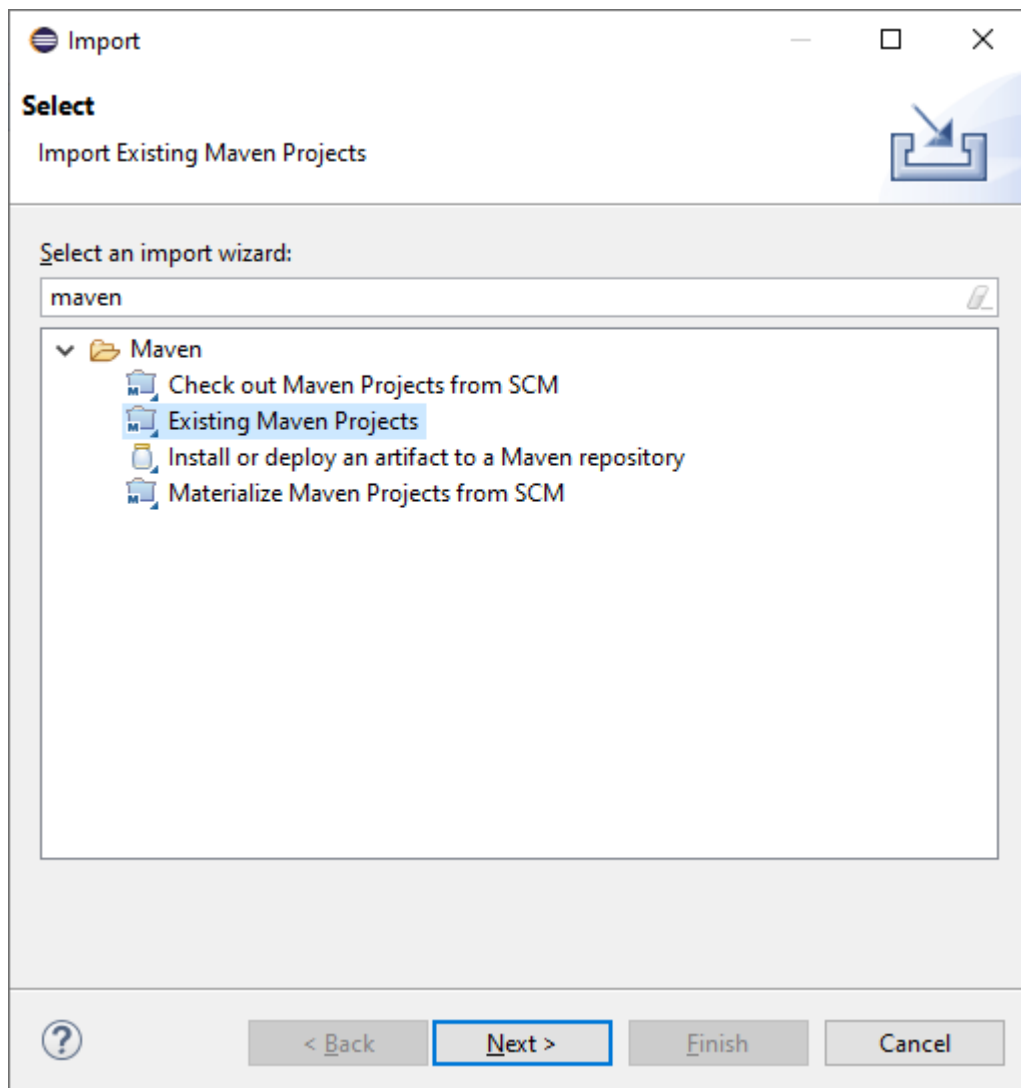 Import
Select
Import Existing Maven Projects
Select an import wizard:
maven
Maven
Check out Maven Projects from SCM
Existing Maven Projects
Install or deploy an artifact to a Maven repository
Materialize Maven Projects from SCM
< Back Next > Finish Cancel